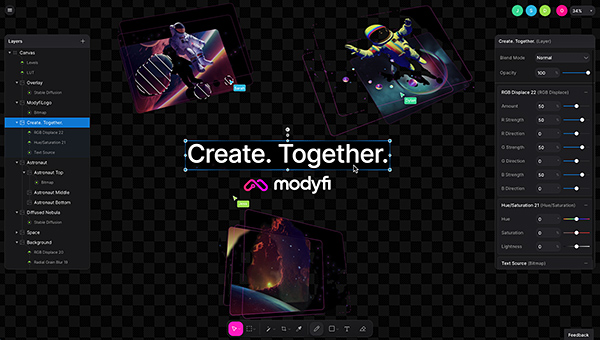 J
S
E
O
34%
Layers
Canvas
Levels
LUT
Overlay
Stable Diffusion
Modyfi Logo
Bitmap
Create. Together.
RGB Displace 22
Hue/Saturation 21
Text Source
Astronaut
Astronaut Top
Bitmap
Astronaut Middle
Astronaut Bottom
Diffused Nebula
Stable Diffusion
Space
Background
RGB Displace 20
Radial Grain Blur 18
Create. Together.
modyfi
Create. Together. (Layer)
Blend Mode Normal
Opacity 100 %
RGB Displace 22 (RGB Displace)
Amount 50
R Strength 50
R Direction 0
G Strength 50
G Direction 0
B Strength 50
B Direction 0
Hue/Saturation 21 (Hue/Saturation)
Hue 0
Saturation 0
Lightness 0
Text Source (Bitmap)
Feedback